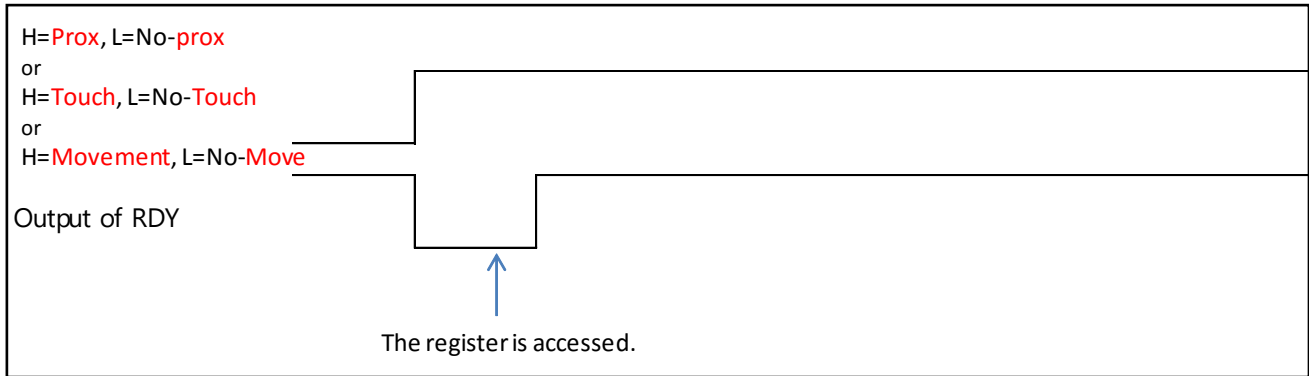 H=Prox, L=No-prox
or
H=Touch, L=No-Touch
or
H=Movement, L=No-Move
Output of RDY
The register is accessed.